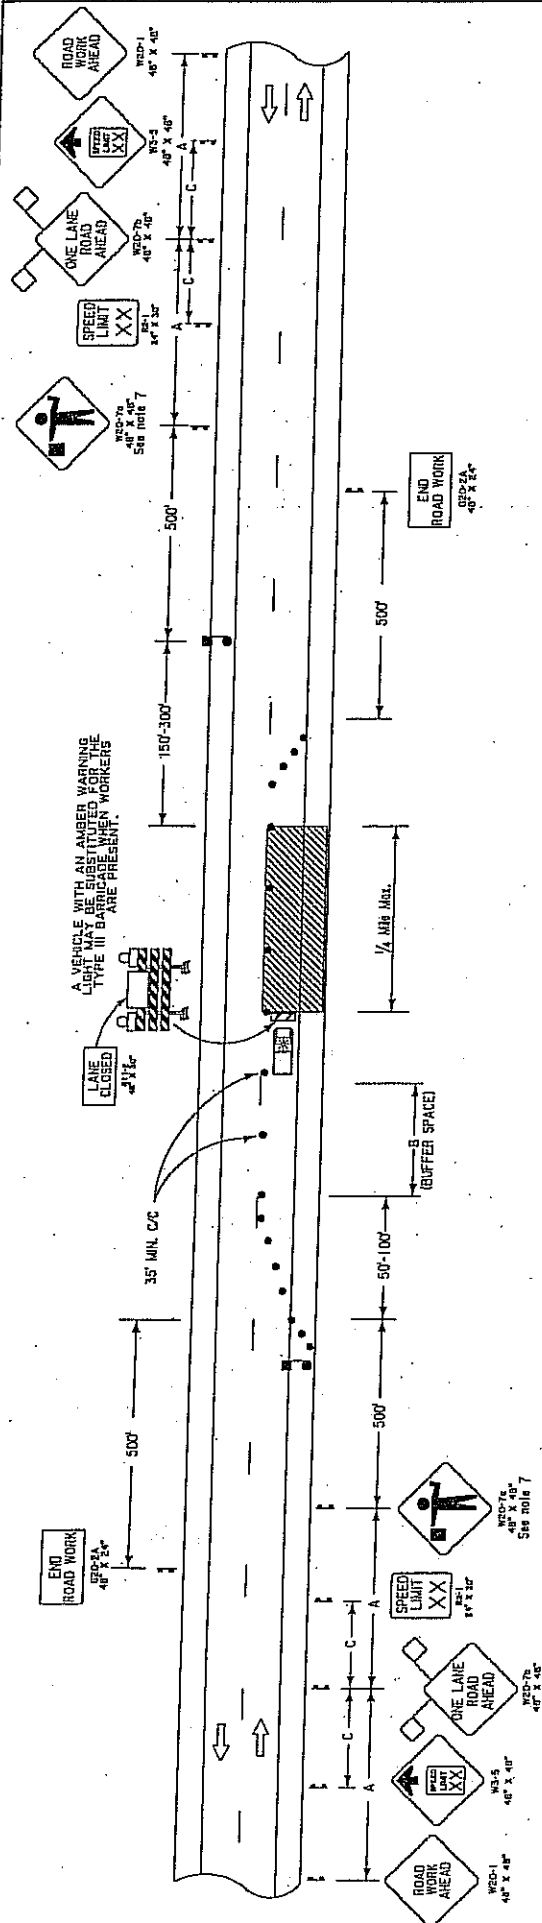 ROAD
WORK
AHEAD
W20-1
48" X 48"
SPEED
LIMIT
XX
W3-5
48" X 48"
ONE LANE
ROAD
AHEAD
W20-7b
48" X 48"
SPEED
LIMIT
XX
R2-1
24" X 30"
W20-7a
48" X 48"
See note 7
A
C
C
A
500'
150'-300'
END
ROAD WORK
G20-2A
48" X 24"
500'
A VEHICLE WITH AN AMBER WARNING
LIGHT MAY BE SUBSTITUTED FOR THE
TYPE III BARRICADE WHEN WORKERS
ARE PRESENT.
LANE
CLOSED
48" X 30"
1/4 Mile Max.
35' MIN. C/C
B
(BUFFER SPACE)
50'-100'
500'
500'
END
ROAD WORK
G20-2A
48" X 24"
W20-7a
48" X 48"
See note 7
SPEED
LIMIT
XX
R2-1
24" X 30"
C
A
ONE LANE
ROAD
AHEAD
W20-7b
48" X 48"
C
A
SPEED
LIMIT
XX
W3-5
48" X 48"
ROAD
WORK
AHEAD
W20-1
48" X 48"